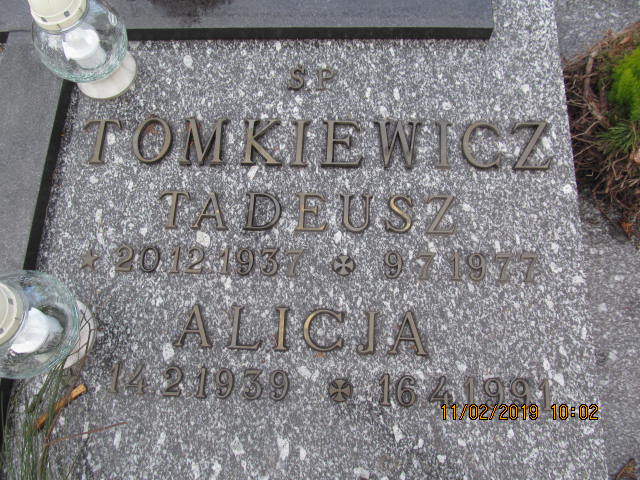 ŚP
TOMKIEWICZ
TADEUSZ
★ 20 12 1937 ✠ 9 7 1977
ALICJA
14 2 1939 ✠ 16 4 1991
11/02/2019 10:02